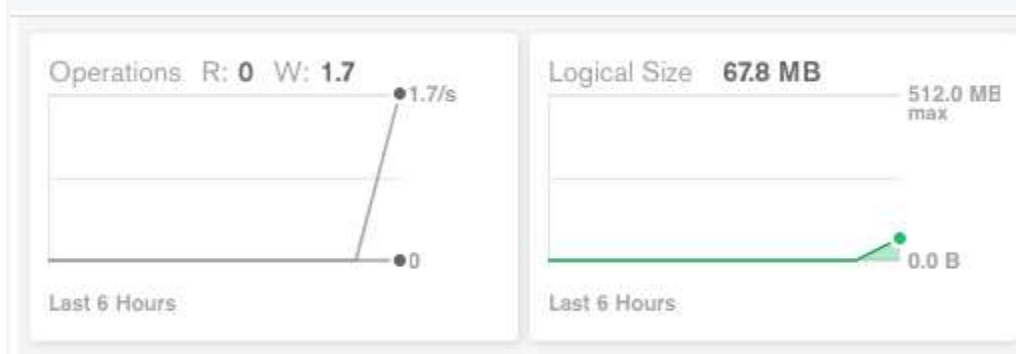 Operations R: 0 W: 1.7
1.7/s
0
Last 6 Hours
Logical Size 67.8 MB
512.0 MB
max
0.0 B
Last 6 Hours